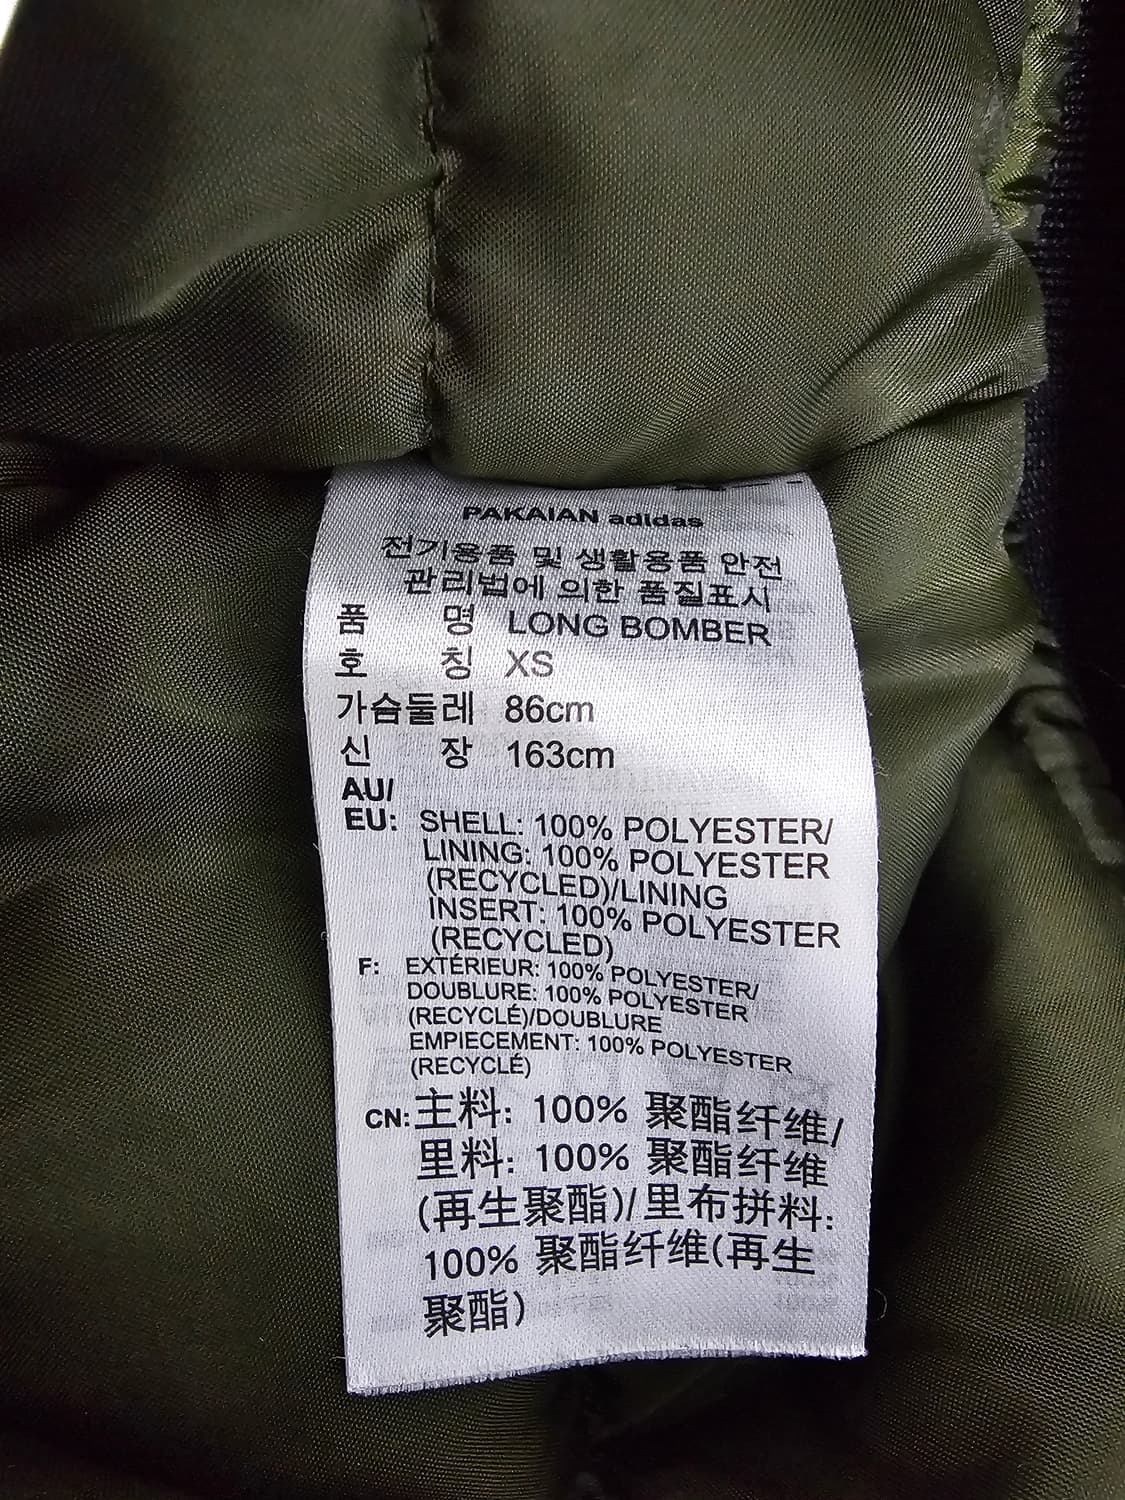 PAKAIAN adidas
전기용품 및 생활용품 안전
관리법에 의한 품질표시
품 명 LONG BOMBER
호 칭 XS
가슴둘레 86cm
신 장 163cm
AU/
EU: SHELL: 100% POLYESTER/
LINING: 100% POLYESTER
(RECYCLED)/LINING
INSERT: 100% POLYESTER
(RECYCLED)
F: EXTÉRIEUR: 100% POLYESTER/
DOUBLURE: 100% POLYESTER
(RECYCLÉ)/DOUBLURE
EMPIECEMENT: 100% POLYESTER
(RECYCLÉ)
CN: 主料: 100% 聚酯纤维/
里料: 100% 聚酯纤维
(再生聚酯)/里布拼料:
100% 聚酯纤维(再生
聚酯)